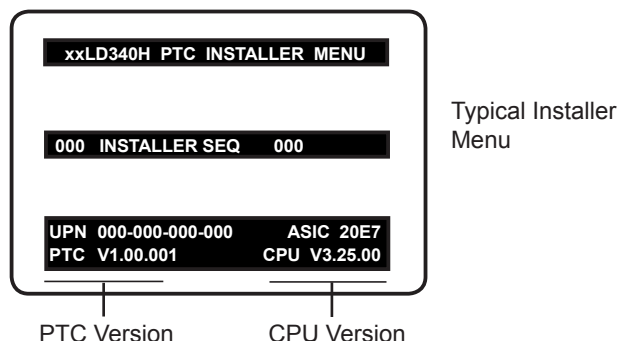 xxLD340H PTC INSTALLER MENU
Typical Installer
Menu
000 INSTALLER SEQ 000
UPN 000-000-000-000 ASIC 20E7
PTC V1.00.001 CPU V3.25.00
PTC Version CPU Version